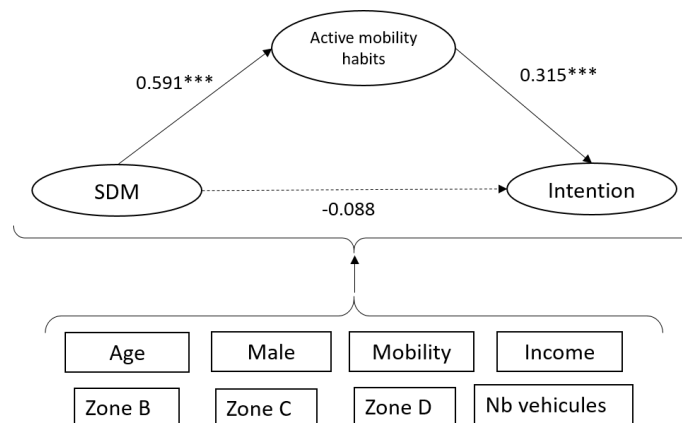 Active mobility
habits
0.591***
0.315***
SDM
Intention
-0.088
Age
Male
Mobility
Income
Zone B
Zone C
Zone D
Nb vehicules